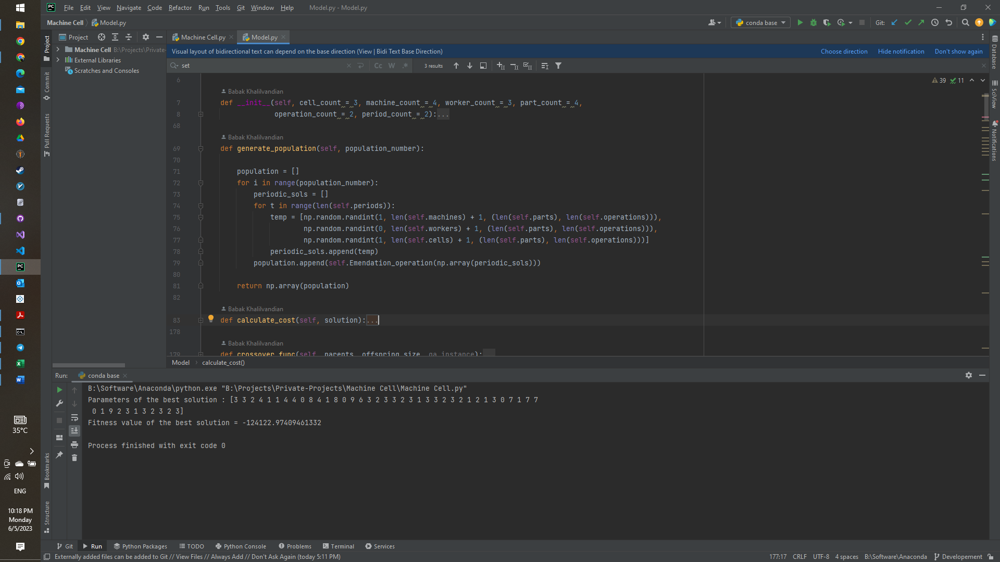 File Edit View Navigate Code Refactor Run Tools Git Window Help Model.py - Model.py
Machine Cell Model.py
conda base
Git:
Project
Machine Cell.py
Model.py
Machine Cell B:\Projects\Private-
External Libraries
Scratches and Consoles
Visual layout of bidirectional text can depend on the base direction (View | Bidi Text Base Direction)
Choose direction Hide notification Don't show again
set
Cc W .*
3 results
39 11
6
Babak Khalilvandian
7 def __init__(self, cell_count = 3, machine_count = 4, worker_count = 3, part_count = 4,
8 operation_count = 2, period_count = 2):...
68
Babak Khalilvandian
69 def generate_population(self, population_number):
70
71 population = []
72 for i in range(population_number):
73 periodic_sols = []
74 for t in range(len(self.periods)):
75 temp = [np.random.randint(1, len(self.machines) + 1, (len(self.parts), len(self.operations))),
76 np.random.randint(0, len(self.workers) + 1, (len(self.parts), len(self.operations))),
77 np.random.randint(1, len(self.cells) + 1, (len(self.parts), len(self.operations)))]
78 periodic_sols.append(temp)
79 population.append(self.Emendation_operation(np.array(periodic_sols)))
80
81 return np.array(population)
82
Babak Khalilvandian
83 def calculate_cost(self, solution):...
178
Babak Khalilvandian
179 def crossover_func(self, parents, offspring_size, ga_instance):
Model calculate_cost()
Run: conda base
B:\Software\Anaconda\python.exe "B:\Projects\Private-Projects\Machine Cell\Machine Cell.py"
Parameters of the best solution : [3 3 2 4 1 1 4 4 0 8 4 1 8 0 9 6 3 2 3 3 2 3 1 3 3 2 3 2 1 2 1 3 0 7 1 7 7
0 1 9 2 3 1 3 2 3 2 3]
Fitness value of the best solution = -124122.97409461332
Process finished with exit code 0
Project
Commit
Pull Requests
Bookmarks
Structure
Database
SciView
Notifications
PC
PC
35°C
ENG
10:18 PM
Monday
6/5/2023
Git Run Python Packages TODO Python Console Problems Terminal Services
Externally added files can be added to Git // View Files // Always Add // Don't Ask Again (today 5:11 PM)
177:17 CRLF UTF-8 4 spaces B:\Software\Anaconda Developement